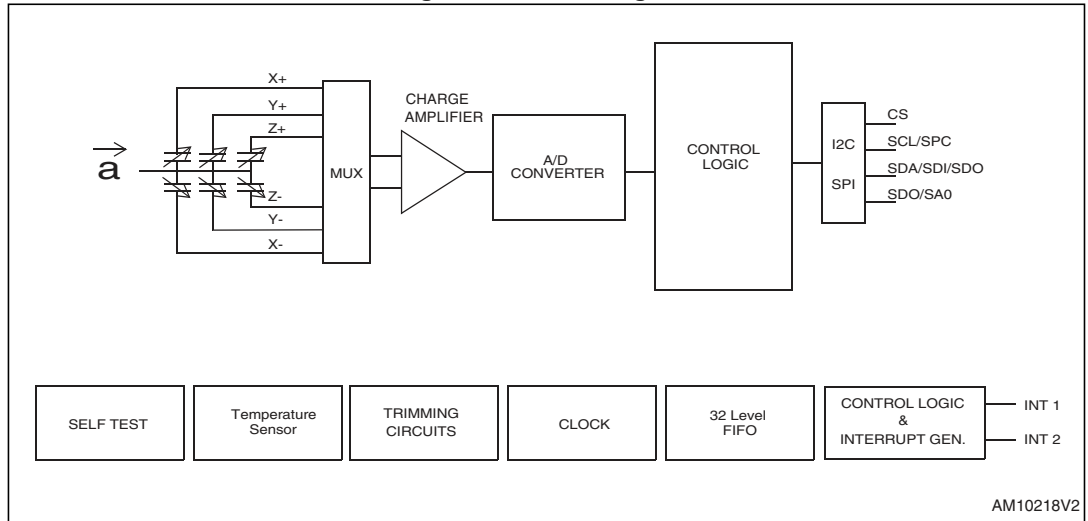 X+
Y+
Z+
a
Z-
Y-
X-
MUX
CHARGE
AMPLIFIER
A/D
CONVERTER
CONTROL
LOGIC
I2C
SPI
CS
SCL/SPC
SDA/SDI/SDO
SDO/SA0
SELF TEST
Temperature
Sensor
TRIMMING
CIRCUITS
CLOCK
32 Level
FIFO
CONTROL LOGIC
&
INTERRUPT GEN.
INT 1
INT 2
AM10218V2